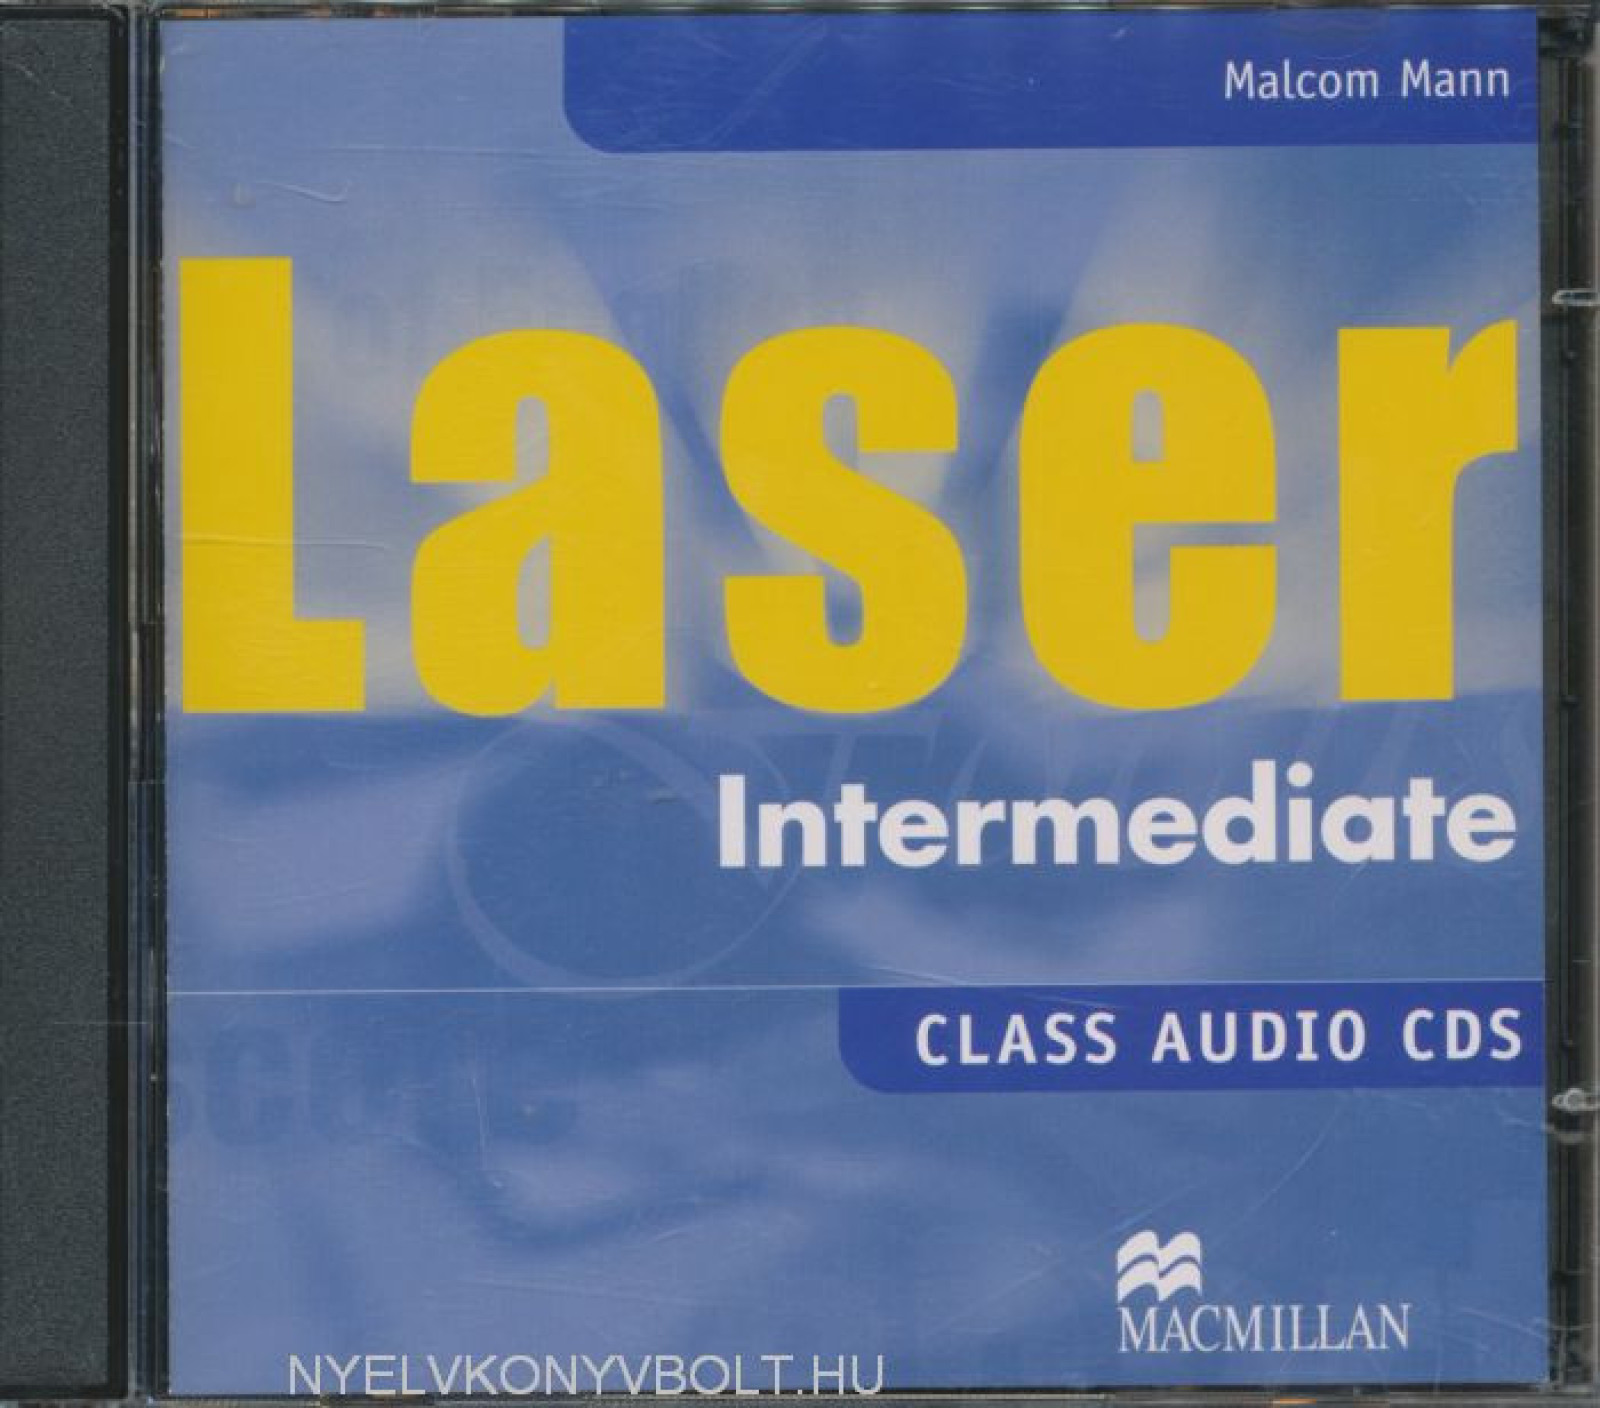 Malcom Mann
Laser
Intermediate
CLASS AUDIO CDS
MACMILLAN
NYELVKONYVBOLT.HU